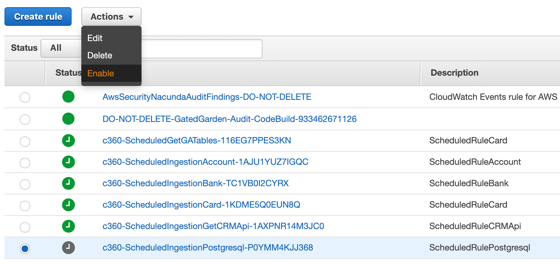 Create rule
Actions
Edit
Delete
Enable
Status All
Status Description
AwsSecurityNacundaAuditFindings-DO-NOT-DELETE CloudWatch Events rule for AWS
DO-NOT-DELETE-GatedGarden-Audit-CodeBuild-933462671126
c360-ScheduledGetGATables-116EG7PPES3KN ScheduledRuleCard
c360-ScheduledIngestionAccount-1AJU1YUZ7IGQC ScheduledRuleAccount
c360-ScheduledIngestionBank-TC1VB0I2CYRX ScheduledRuleBank
c360-ScheduledIngestionCard-1KDME5Q0EUN8Q ScheduledRuleCard
c360-ScheduledIngestionGetCRMApi-1AXPNR14M3JC0 ScheduledRuleCRMApi
c360-ScheduledIngestionPostgresql-P0YMM4KJJ368 ScheduledRulePostgresql